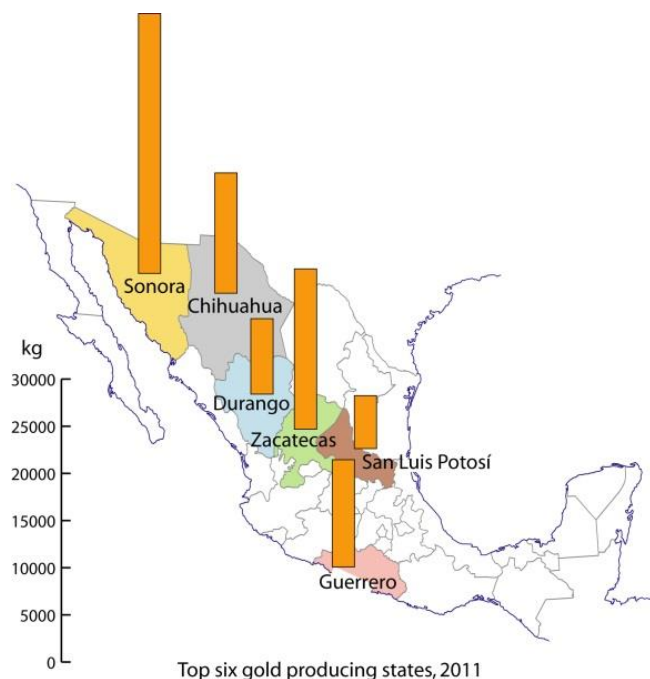 Sonora
Chihuahua
kg
30000
Durango
25000
Zacatecas
San Luis Potosí
20000
15000
10000
Guerrero
5000
0
Top six gold producing states, 2011